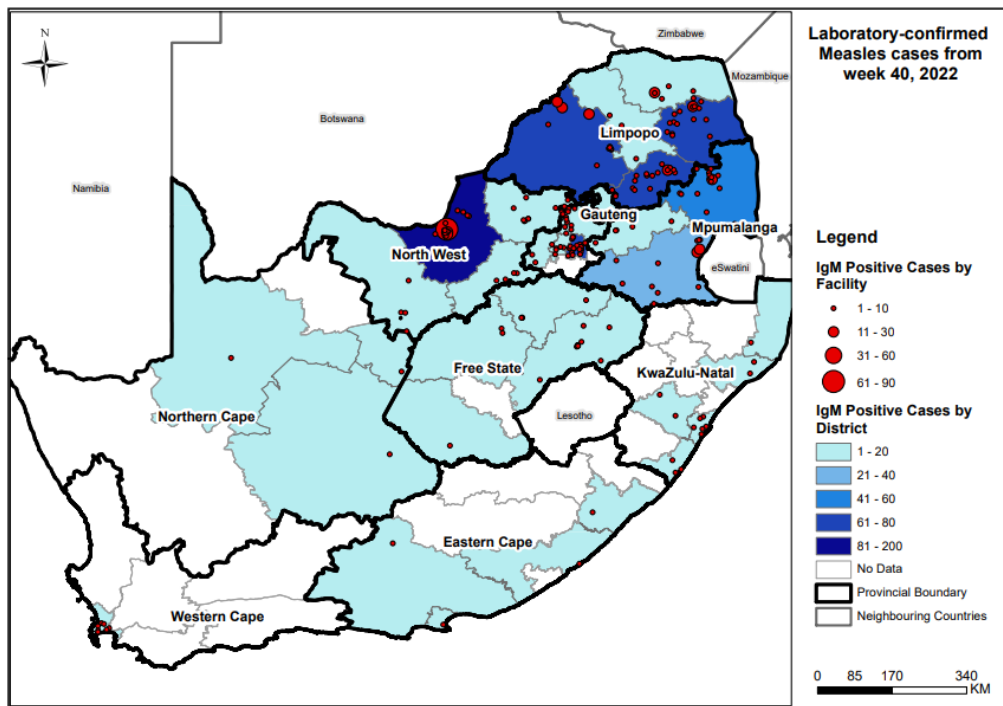 Laboratory-confirmed
Measles cases from
week 40, 2022
N
Zimbabwe
Mozambique
Botswana
Limpopo
Namibia
Gauteng
Mpumalanga
North West
eSwatini
Free State
KwaZulu-Natal
Lesotho
Northern Cape
Eastern Cape
Western Cape
Legend
IgM Positive Cases by
Facility
1 - 10
11 - 30
31 - 60
61 - 90
IgM Positive Cases by
District
1 - 20
21 - 40
41 - 60
61 - 80
81 - 200
No Data
Provincial Boundary
Neighbouring Countries
0 85 170 340
KM